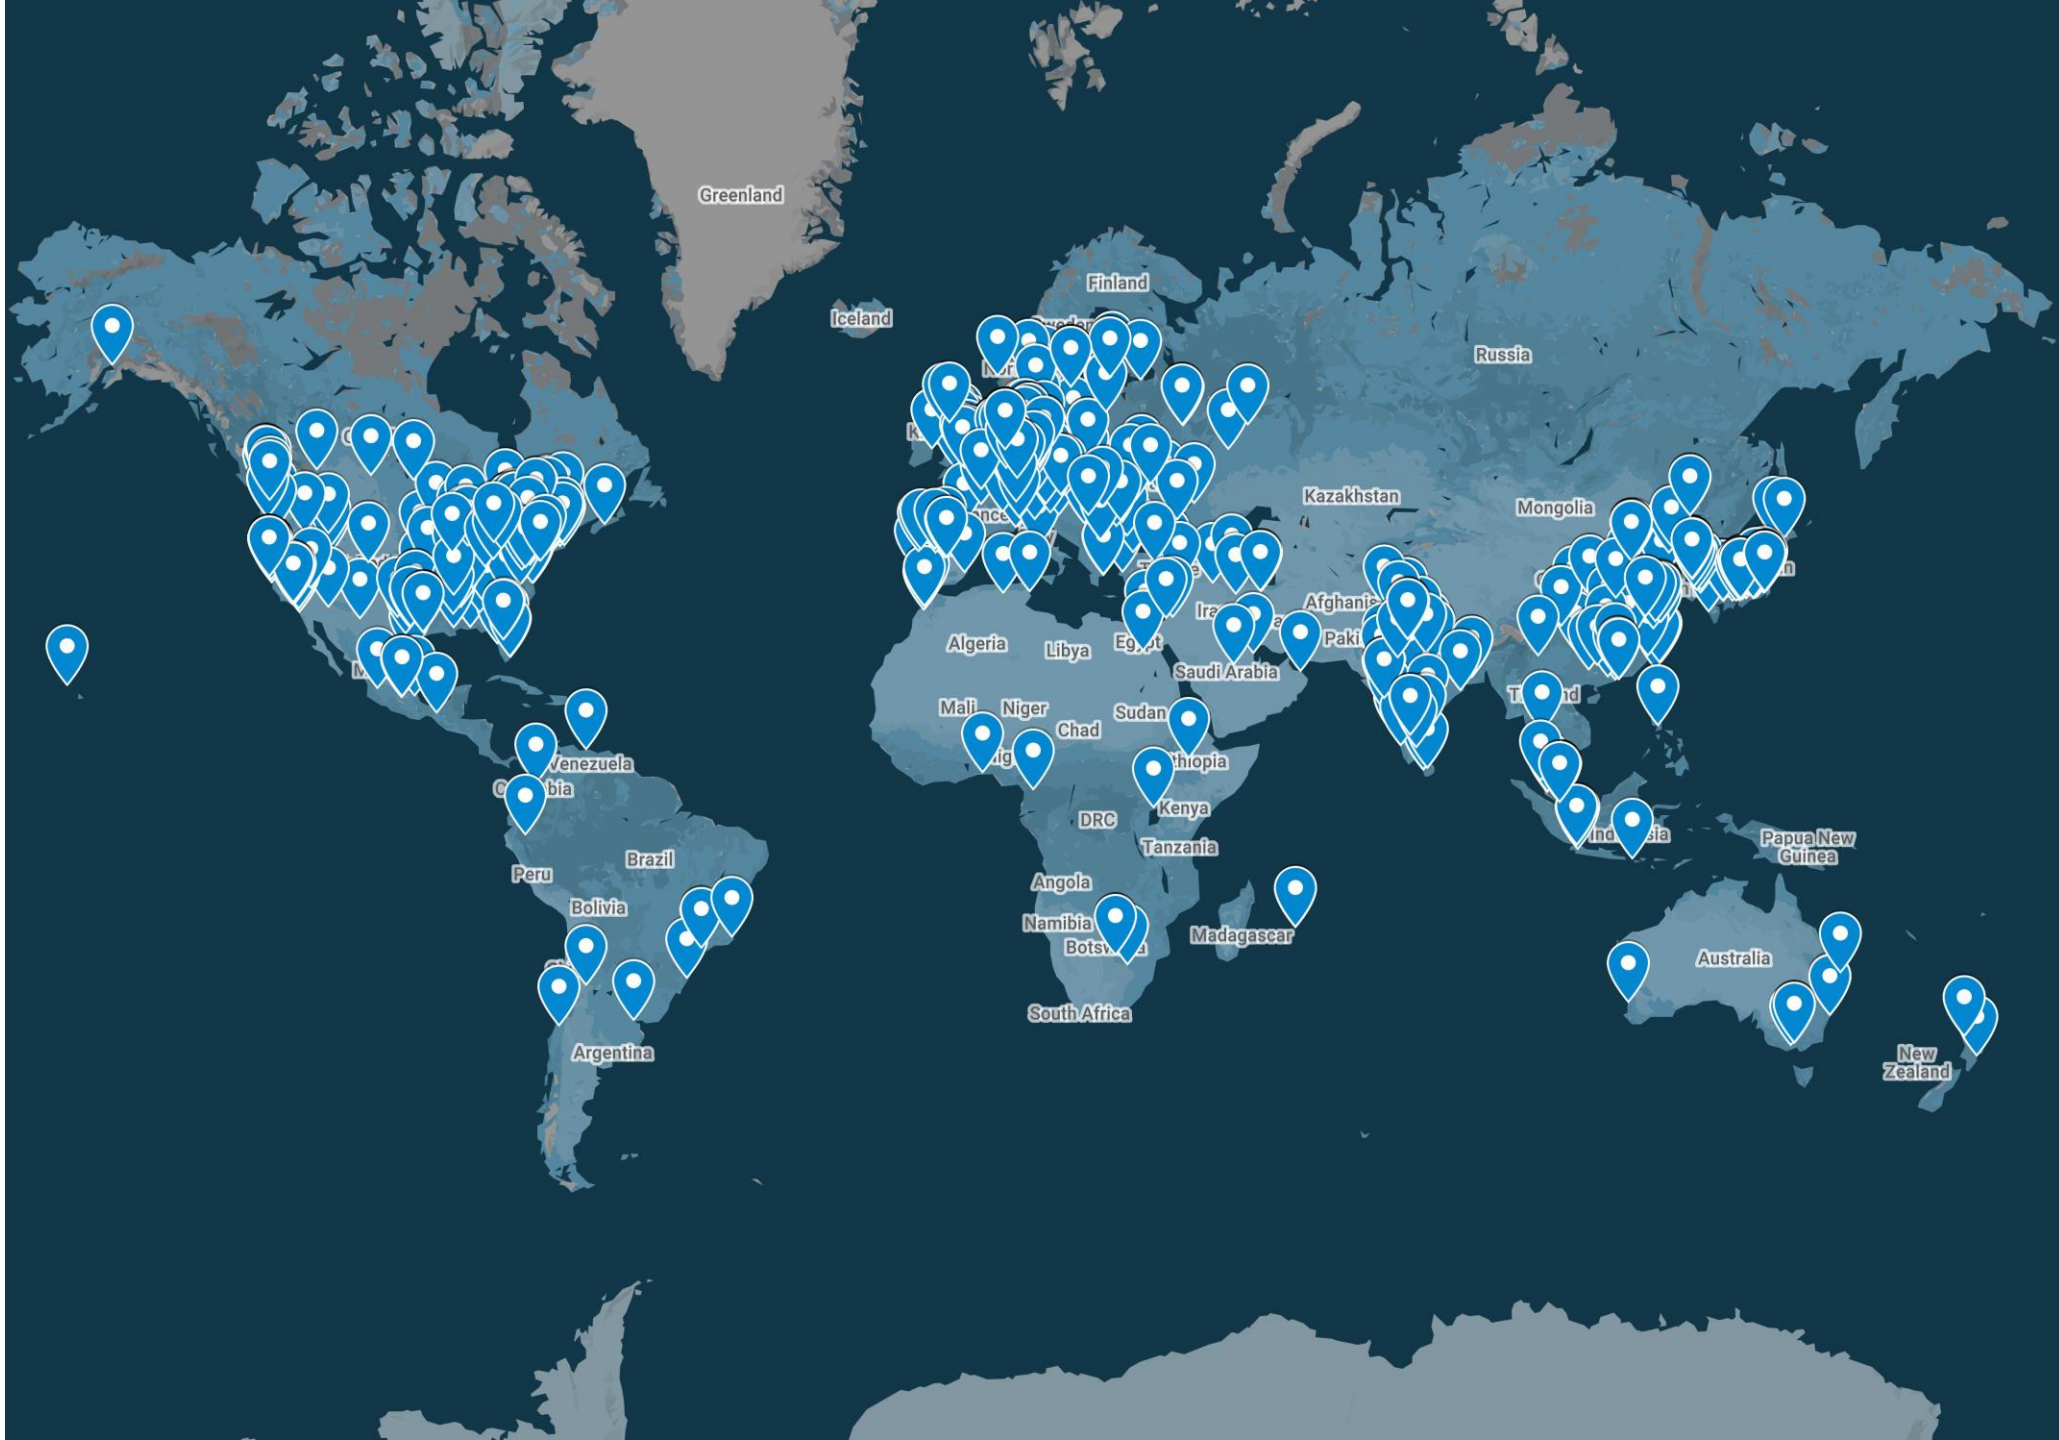 Greenland
Finland
Iceland
Russia
Kazakhstan
Mongolia
Afghanis
Algeria
Libya
Egypt
Saudi Arabia
Mali
Niger
Chad
Sudan
Venezuela
Kenya
DRC
Tanzania
Brazil
Peru
Bolivia
Angola
Namibia
Madagascar
South Africa
Argentina
Papua New
Guinea
Australia
New
Zealand